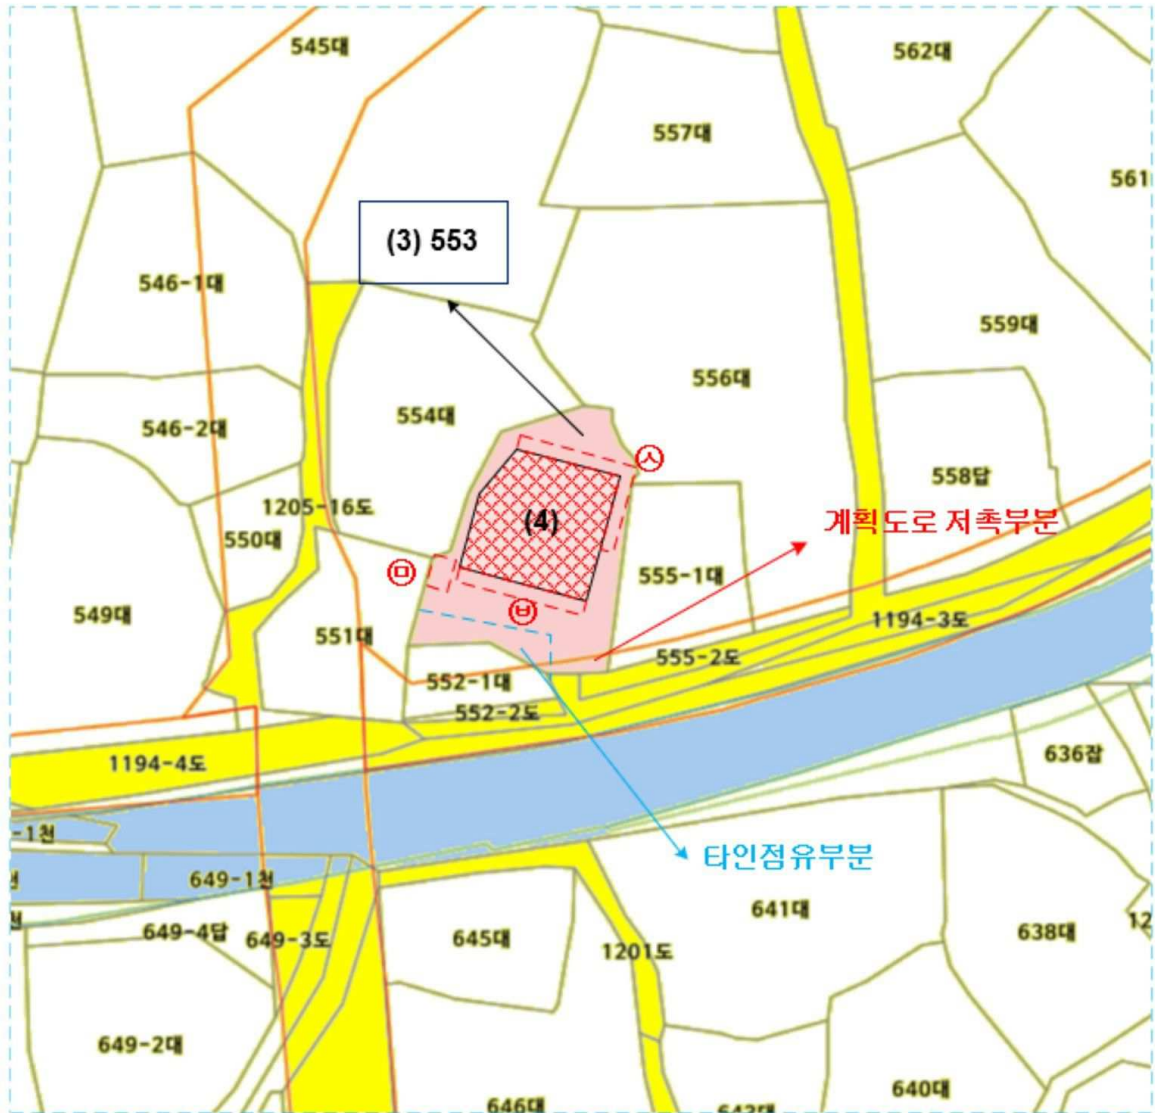 545대
562대
557대
561
(3) 553
546-1대
559대
556대
554대
546-2대
㉦
558답
1205-16도
(4)
계획도로 저촉부분
550대
㉤
555-1대
549대
㉥
551대
1194-3도
555-2도
552-1대
552-2도
636잡
1194-4도
-1천
타인점유부분
649-1천
천
천
641대
649-4답
649-3도
645대
1201도
638대
12
649-2대
640대
646대